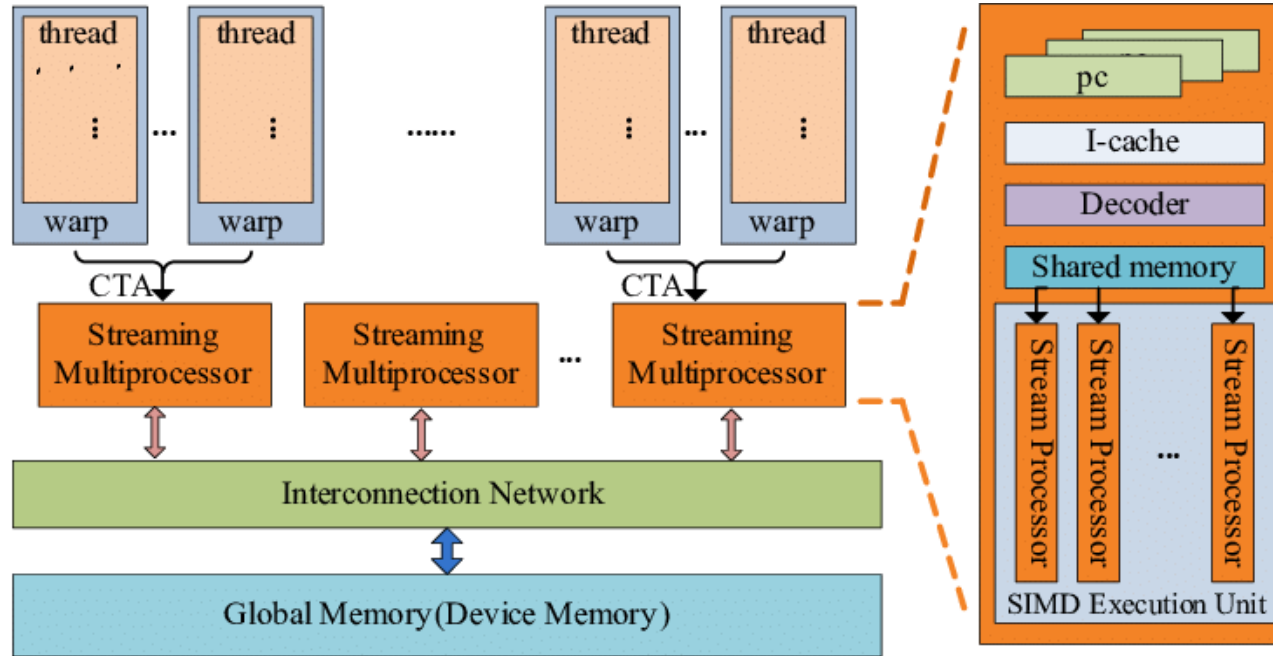 thread
thread
thread
thread
...
......
...
warp
warp
warp
warp
CTA
CTA
Streaming
Multiprocessor
Streaming
Multiprocessor
...
Streaming
Multiprocessor
Interconnection Network
Global Memory(Device Memory)
pc
I-cache
Decoder
Shared memory
Stream Processor
Stream Processor
...
Stream Processor
SIMD Execution Unit